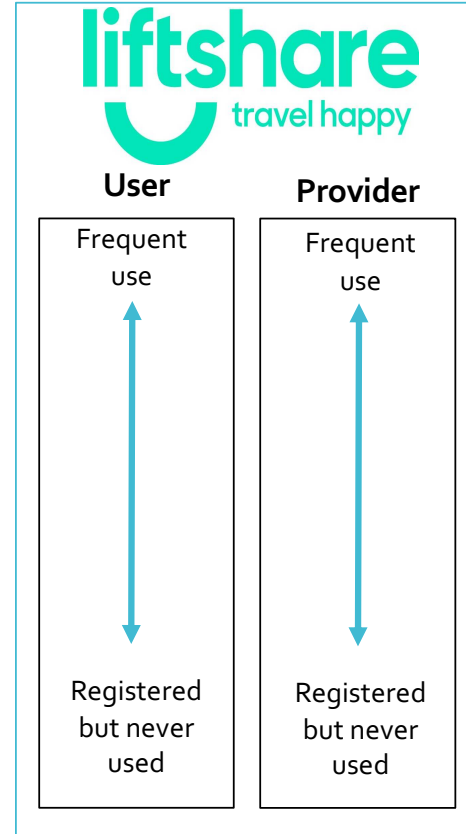 liftshare
travel happy
User
Provider
Frequent
use
Registered
but never
used
Frequent
use
Registered
but never
used